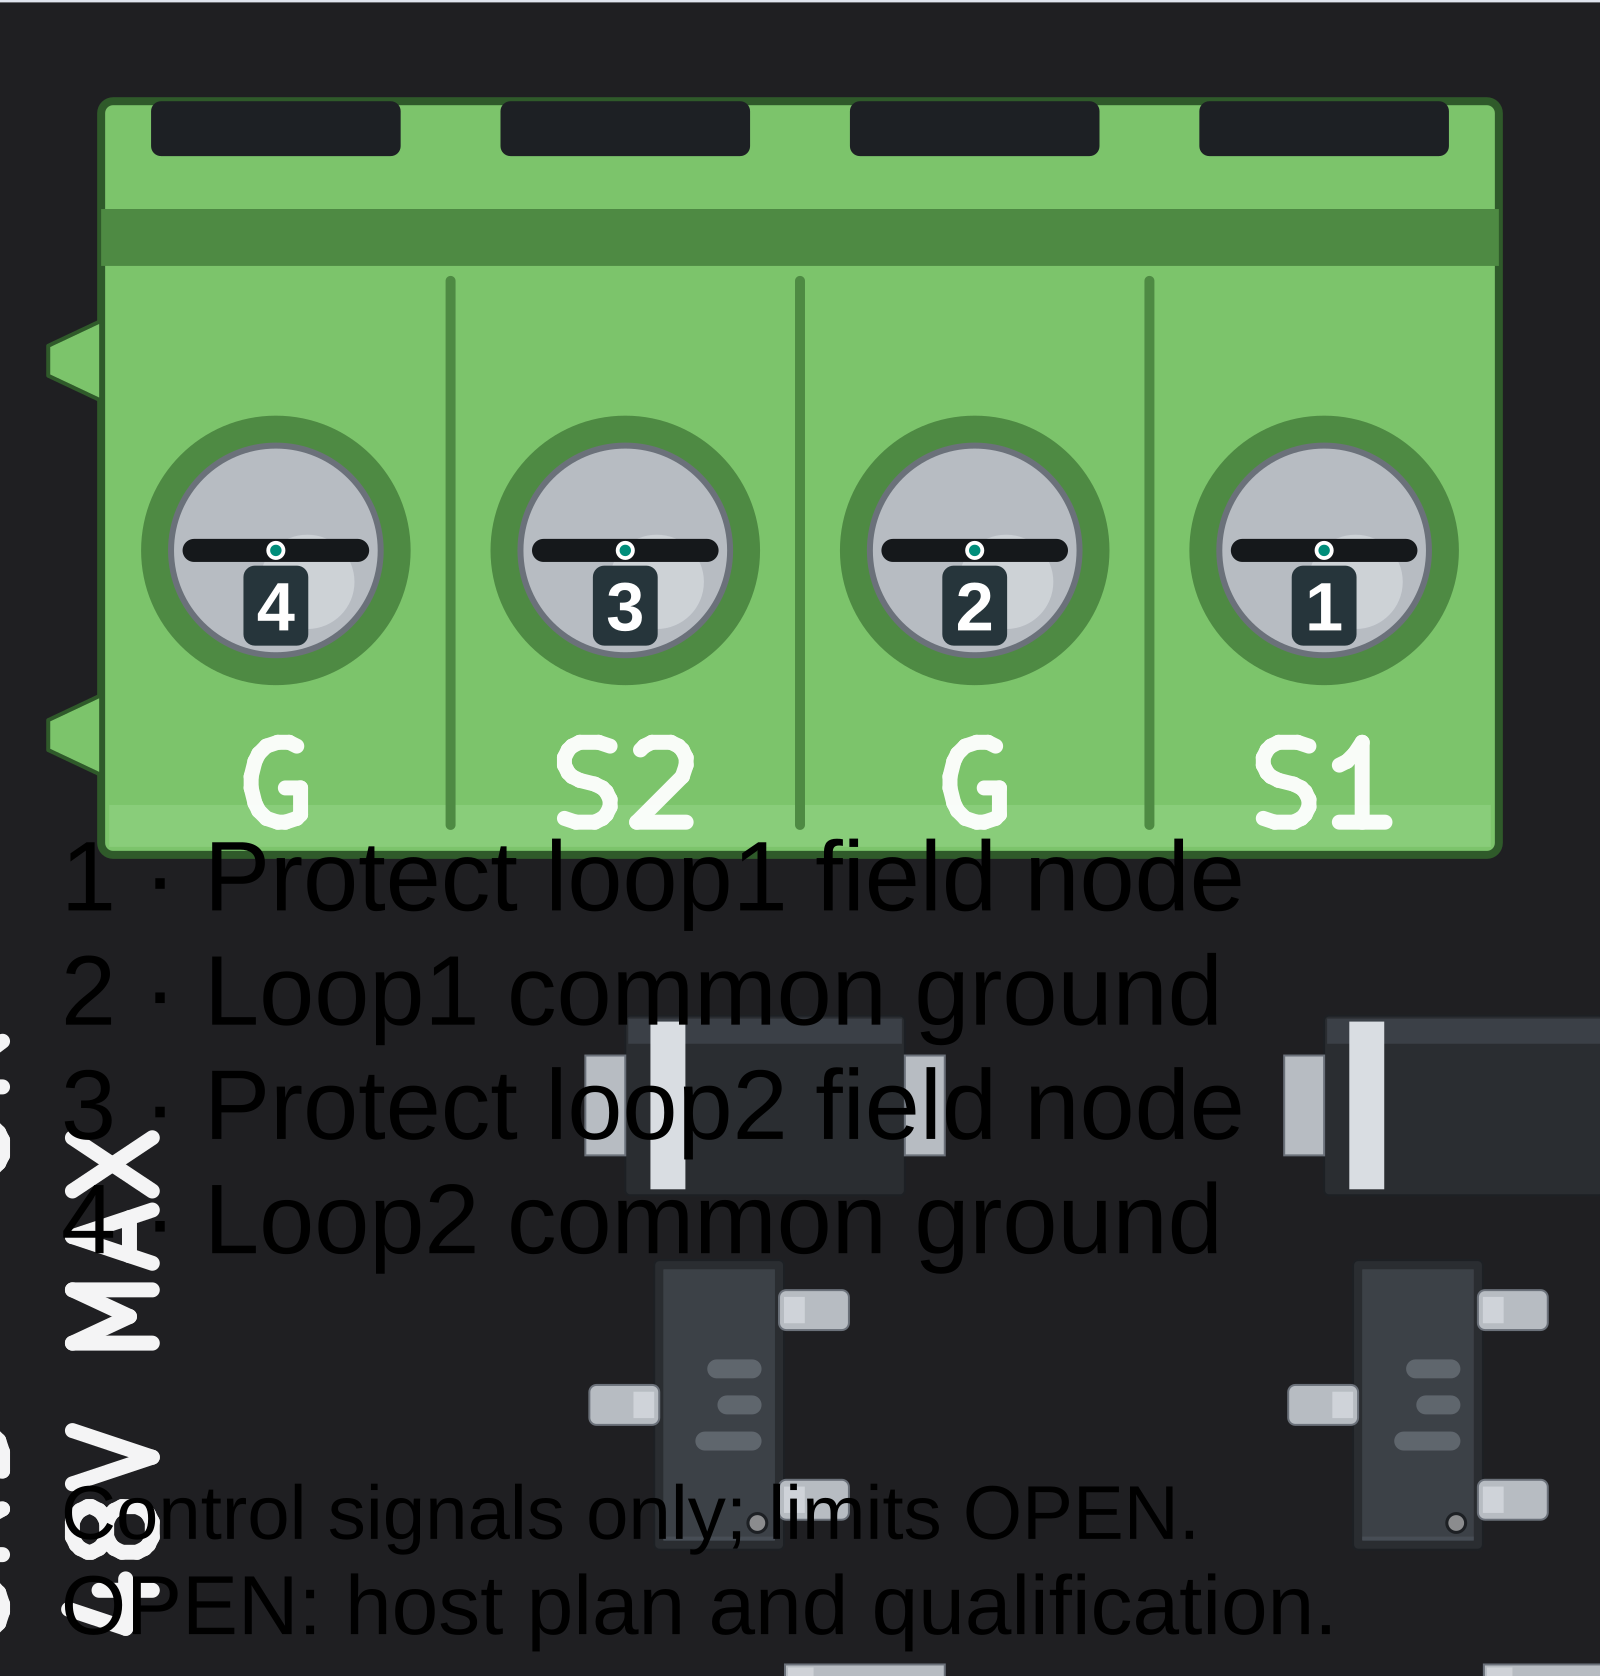 4 3 2 1
G S2 G S1
1 · Protect loop1 field node
2 · Loop1 common ground
3 · Protect loop2 field node
4 · Loop2 common ground
MAX
V
Control signals only; limits OPEN.
OPEN: host plan and qualification.